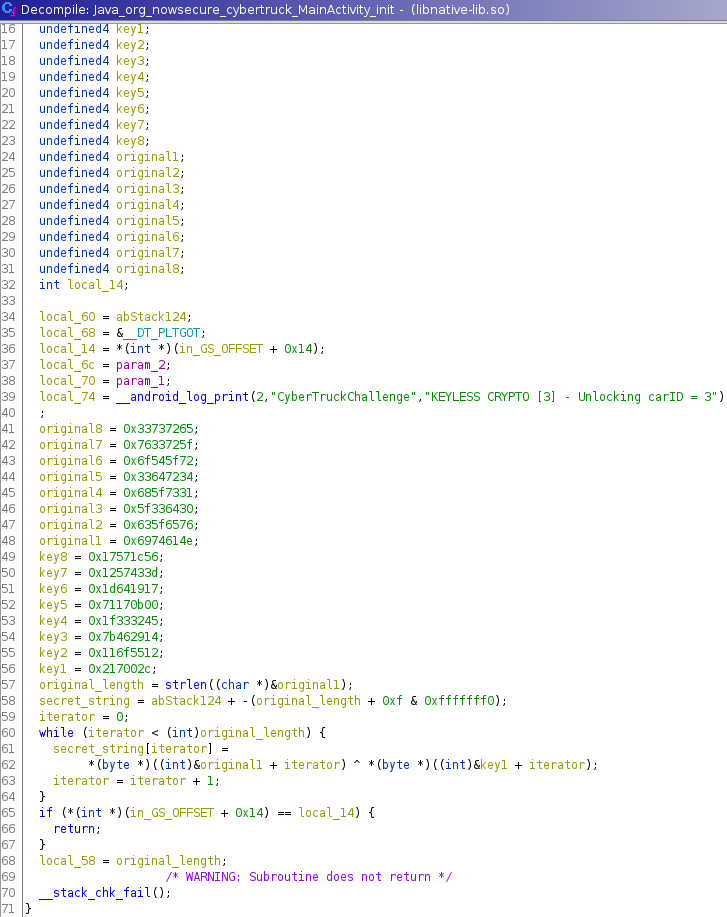 Decompile: Java_org_nowsecure_cybertruck_MainActivity_init - (libnative-lib.so)
16 undefined4 key1;
17 undefined4 key2;
18 undefined4 key3;
19 undefined4 key4;
20 undefined4 key5;
21 undefined4 key6;
22 undefined4 key7;
23 undefined4 key8;
24 undefined4 original1;
25 undefined4 original2;
26 undefined4 original3;
27 undefined4 original4;
28 undefined4 original5;
29 undefined4 original6;
30 undefined4 original7;
31 undefined4 original8;
32 int local_14;
33
34 local_60 = abStack124;
35 local_68 = &__DT_PLTGOT;
36 local_14 = *(int *)(in_GS_OFFSET + 0x14);
37 local_6c = param_2;
38 local_70 = param_1;
39 local_74 = __android_log_print(2,"CyberTruckChallenge","KEYLESS CRYPTO [3] - Unlocking carID = 3")
40 ;
41 original8 = 0x33737265;
42 original7 = 0x7633725f;
43 original6 = 0x6f545f72;
44 original5 = 0x33647234;
45 original4 = 0x685f7331;
46 original3 = 0x5f336430;
47 original2 = 0x635f6576;
48 original1 = 0x6974614e;
49 key8 = 0x17571c56;
50 key7 = 0x1257433d;
51 key6 = 0x1d641917;
52 key5 = 0x71170b00;
53 key4 = 0x1f333245;
54 key3 = 0x7b462914;
55 key2 = 0x116f5512;
56 key1 = 0x217002c;
57 original_length = strlen((char *)&original1);
58 secret_string = abStack124 + -(original_length + 0xf & 0xfffffff0);
59 iterator = 0;
60 while (iterator < (int)original_length) {
61 secret_string[iterator] =
62 *(byte *)((int)&original1 + iterator) ^ *(byte *)((int)&key1 + iterator);
63 iterator = iterator + 1;
64 }
65 if (*(int *)(in_GS_OFFSET + 0x14) == local_14) {
66 return;
67 }
68 local_58 = original_length;
69 /* WARNING: Subroutine does not return */
70 __stack_chk_fail();
71 }